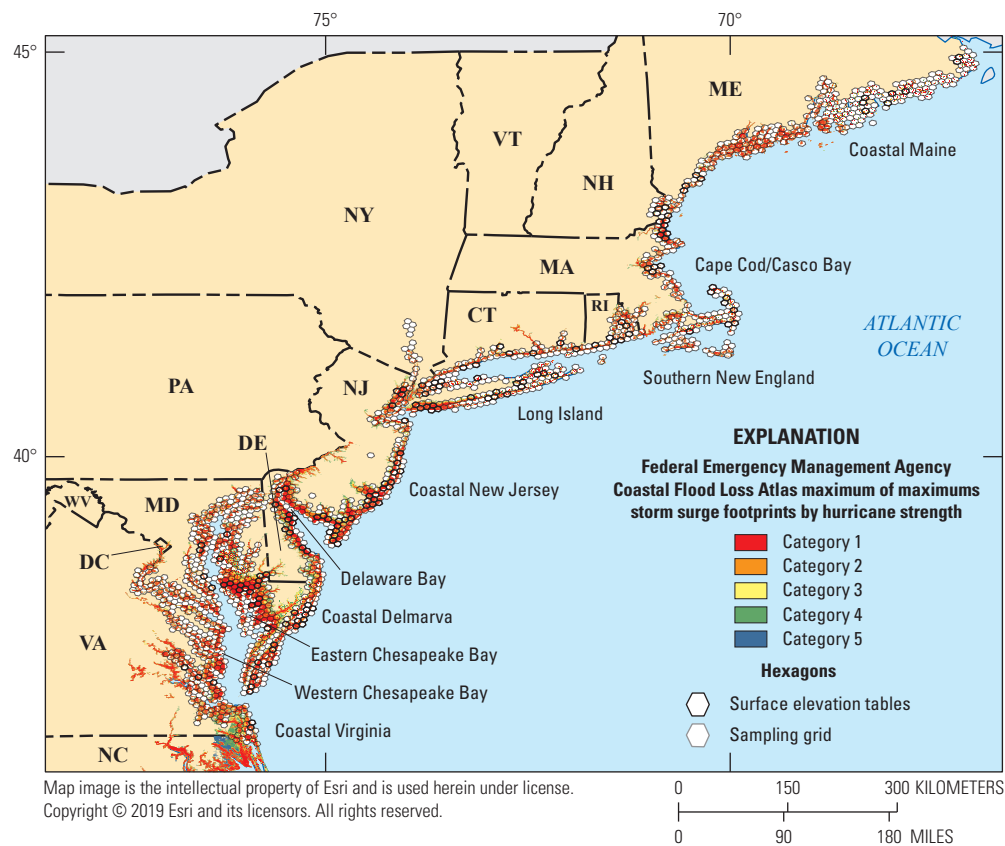 75°
70°
45°
ME
VT
Coastal Maine
NH
NY
MA
Cape Cod/Casco Bay
CT
RI
ATLANTIC
OCEAN
Southern New England
PA
NJ
Long Island
DE
40°
EXPLANATION
Federal Emergency Management Agency
Coastal Flood Loss Atlas maximum of maximums
storm surge footprints by hurricane strength
Category 1
Category 2
Category 3
Category 4
Category 5
Hexagons
Surface elevation tables
Sampling grid
WV
MD
Coastal New Jersey
DC
Delaware Bay
Coastal Delmarva
VA
Eastern Chesapeake Bay
Western Chesapeake Bay
Coastal Virginia
NC
Map image is the intellectual property of Esri and is used herein under license.
Copyright © 2019 Esri and its licensors. All rights reserved.
0 150 300 KILOMETERS
0 90 180 MILES